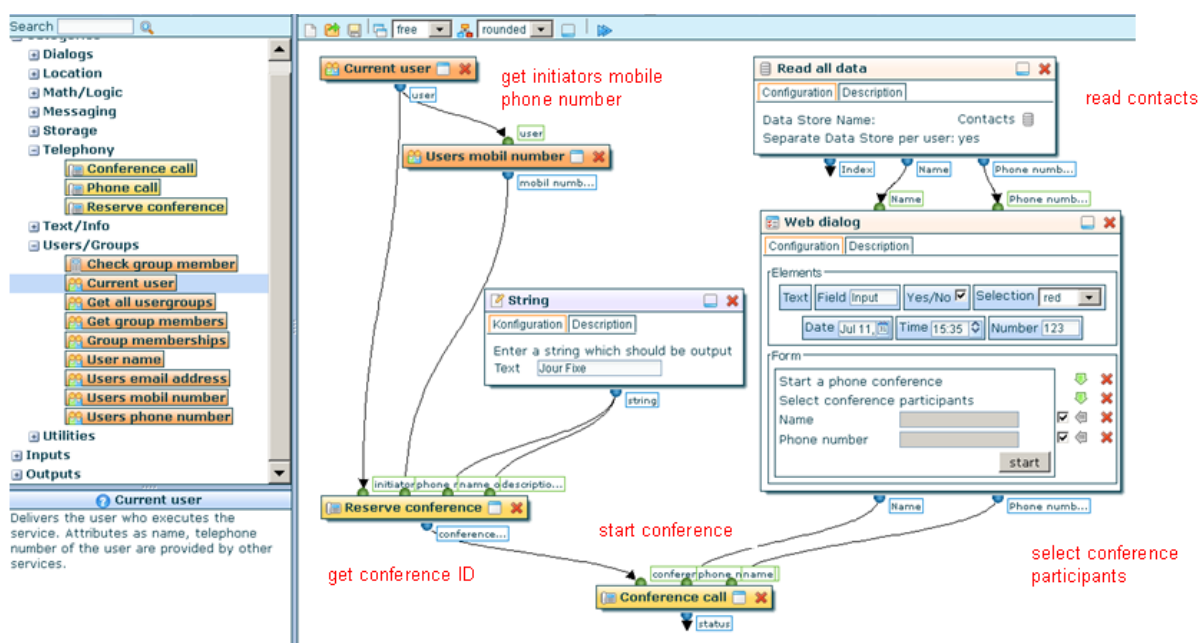 Search
Categories
Dialogs
Location
Math/Logic
Messaging
Storage
Telephony
Conference call
Phone call
Reserve conference
Text/Info
Users/Groups
Check group member
Current user
Get all usergroups
Get group members
Group memberships
User name
Users email address
Users mobil number
Users phone number
Utilities
Inputs
Outputs
Current user
Delivers the user who executes the
service. Attributes as name, telephone
number of the user are provided by other
services.
free rounded
Current user
user
get initiators mobile
phone number
user
Users mobil number
mobil numb...
Read all data
Configuration Description
Data Store Name: Contacts
Separate Data Store per user: yes
Index Name Phone numb...
read contacts
Name Phone numb...
Web dialog
Configuration Description
Elements
Text Field Input Yes/No Selection red
Date Jul 11, Time 15:35 Number 123
Form
Start a phone conference
Select conference participants
Name
Phone number
start
Name Phone numb...
String
Konfiguration Description
Enter a string which should be output
Text Jour Fixe
string
initiator phone n name o descriptio...
Reserve conference
conference...
get conference ID
start conference
select conference
participants
conferen phone n name
Conference call
status